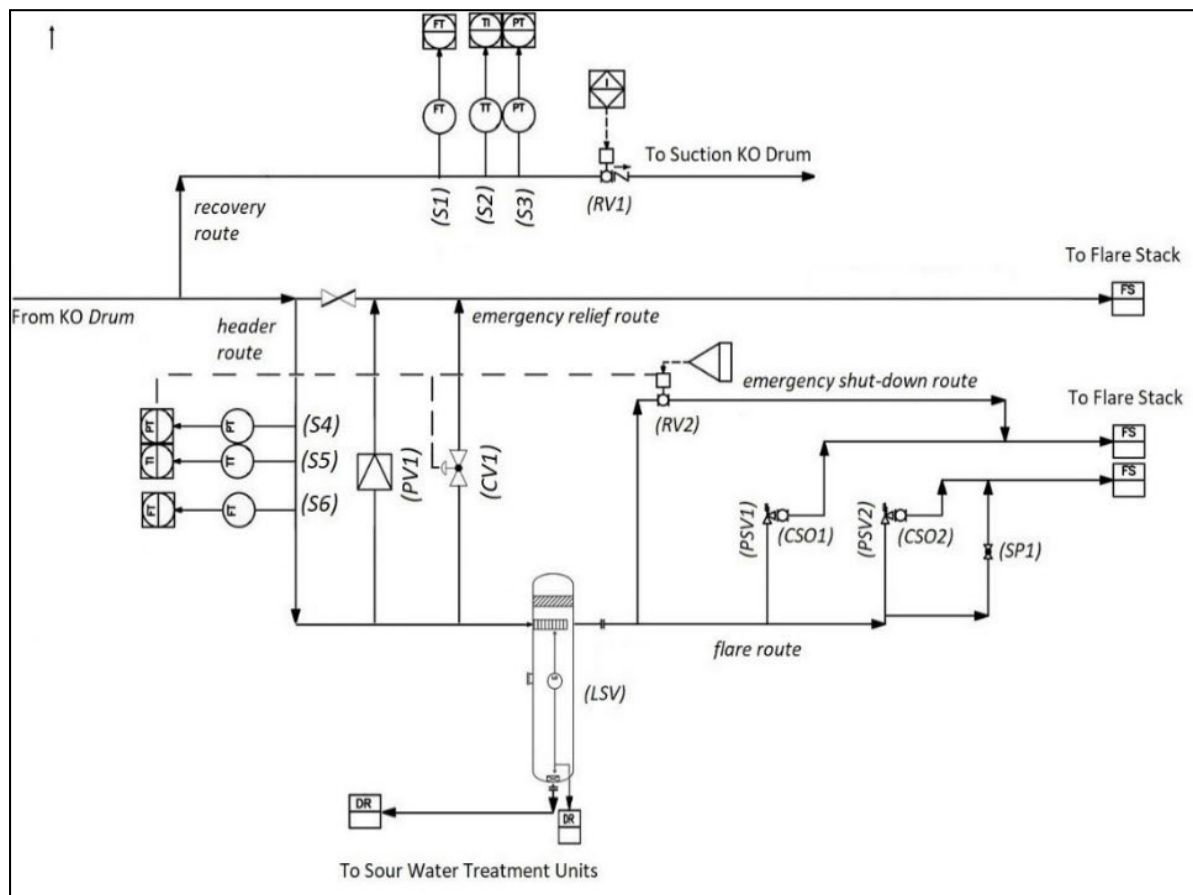 FT
TI
PT
FT
TT
PT
I
To Suction KO Drum
(S1)
(S2)
(S3)
(RV1)
recovery
route
To Flare Stack
FS
From KO Drum
header
route
emergency relief route
emergency shut-down route
(RV2)
To Flare Stack
FS
FS
PT
PT
(S4)
TI
TT
(S5)
FT
FT
(S6)
(PV1)
(CV1)
(PSV1)
(CSO1)
(PSV2)
(CSO2)
(SP1)
flare route
(LSV)
DR
DR
To Sour Water Treatment Units